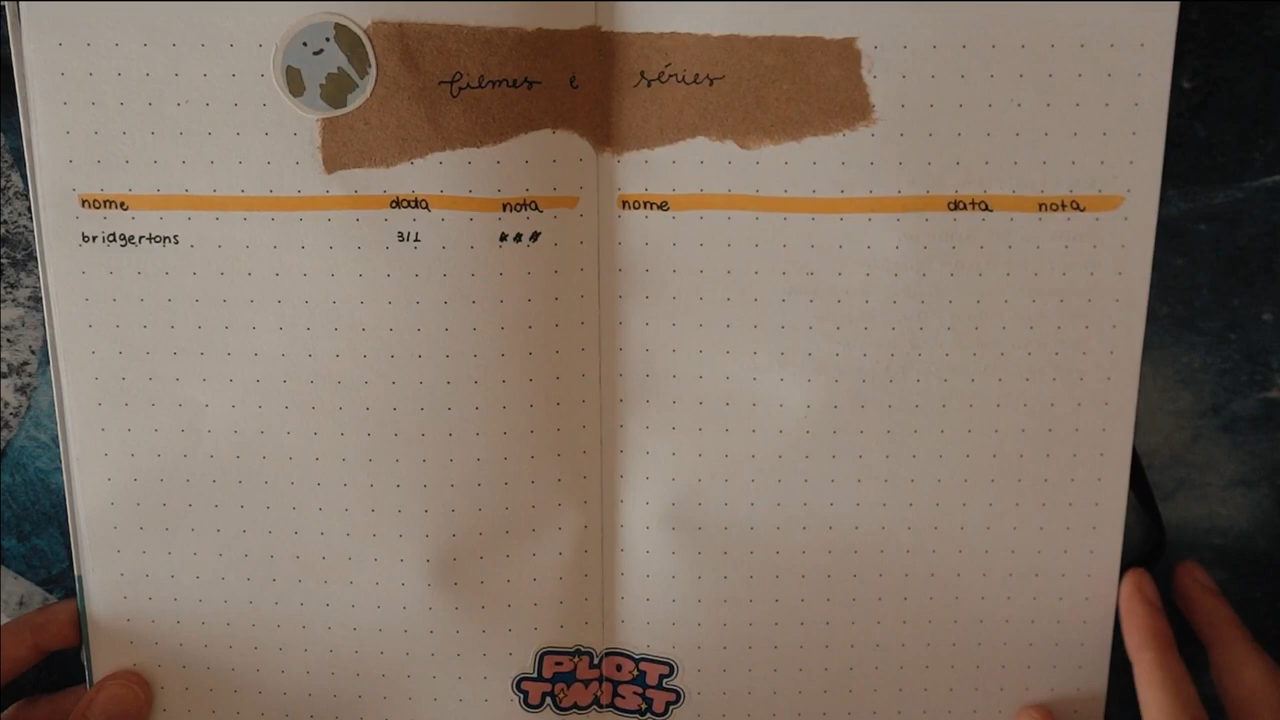 filmes e séries
nome data nota
bridgertons 3/1 ***
nome data nota
PLOT
TWIST